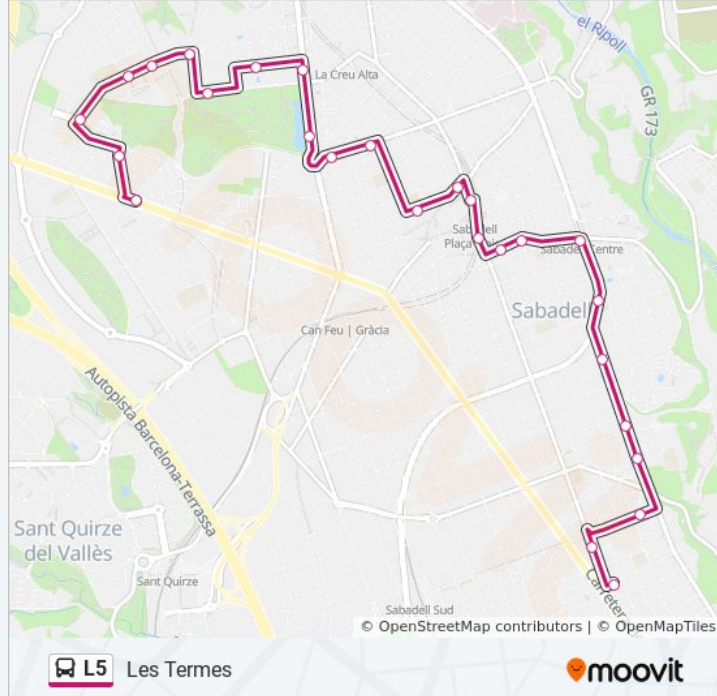 el Ripoll
La Creu Alta
GR 173
Sabadell
Sabadell Centre
Sabadell
Can Feu | Gràcia
Autopista Barcelona-Terrassa
Sant Quirze
del Vallès
Sant Quirze
Sabadell Sud
© OpenStreetMap contributors | © OpenMapTiles
L5 Les Termes
moovit